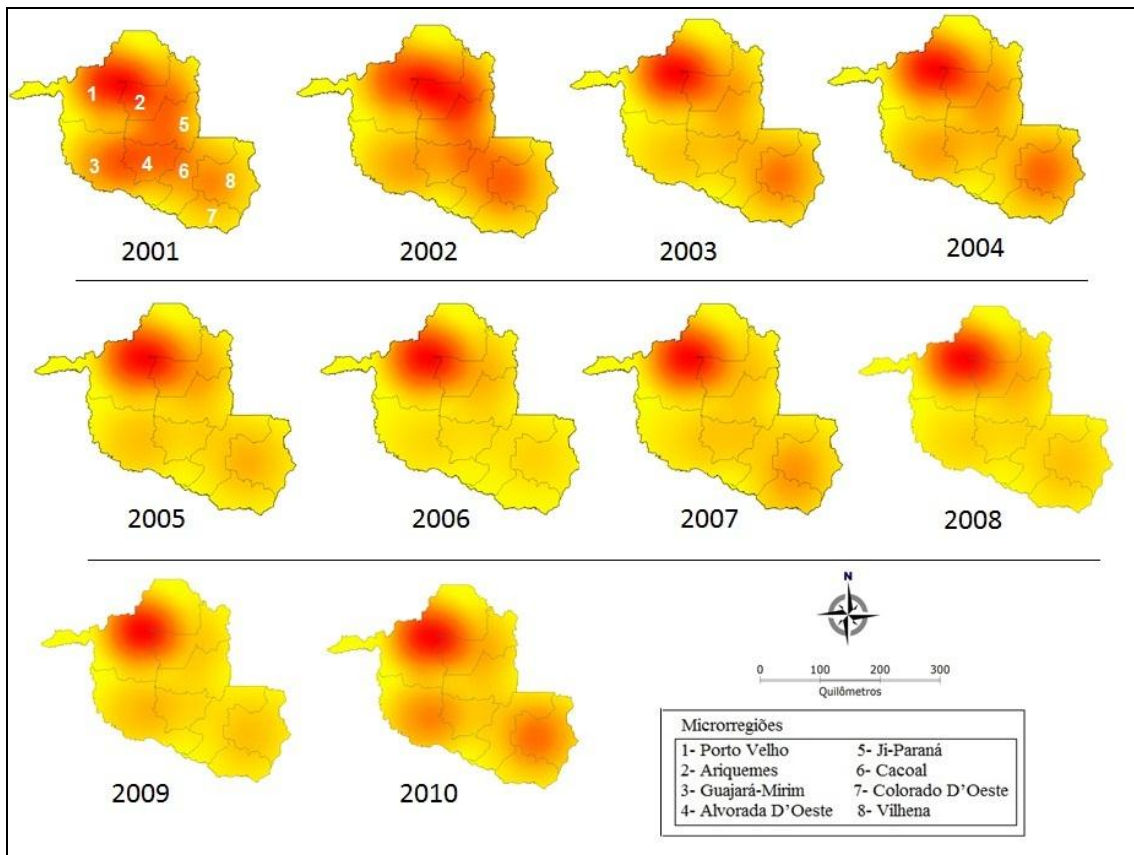 1
2
5
3
4
6
8
7
2001
2002
2003
2004
2005
2006
2007
2008
2009
2010
N
0 100 200 300
Quilômetros
Microrregiões
1- Porto Velho
2- Ariquemes
3- Guajará-Mirim
4- Alvorada D'Oeste
5- Ji-Paraná
6- Cacoal
7- Colorado D'Oeste
8- Vilhena